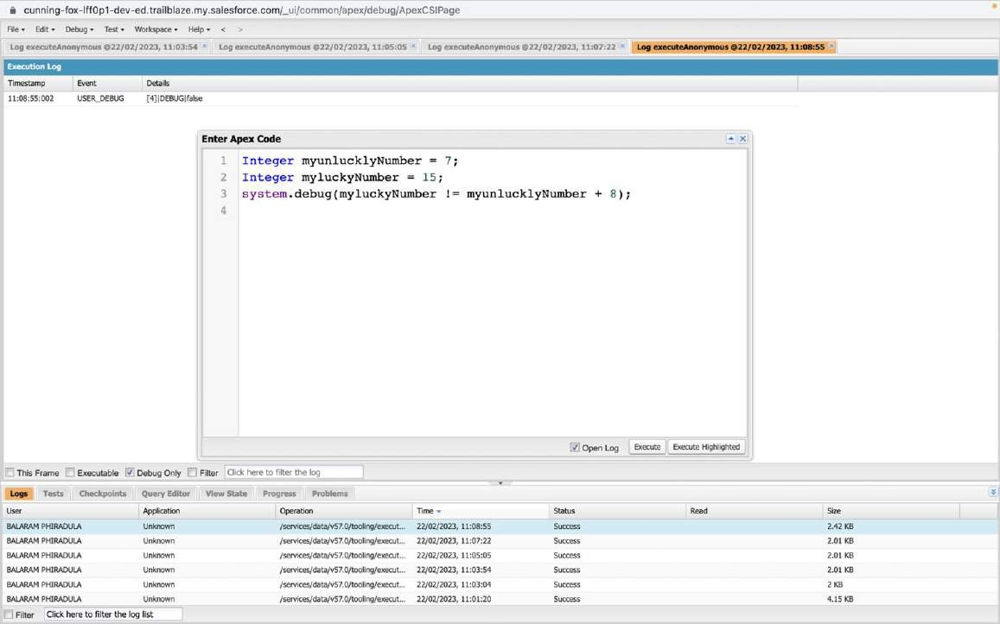 cunning-fox-lff0p1-dev-ed.trailblaze.my.salesforce.com/_ui/common/apex/debug/ApexCSIPage
File Edit Debug Test Workspace Help < >
Log executeAnonymous @22/02/2023, 11:03:54 Log executeAnonymous @22/02/2023, 11:05:05 Log executeAnonymous @22/02/2023, 11:07:22 Log executeAnonymous @22/02/2023, 11:08:55
Execution Log
Timestamp Event Details
11:08:55:002 USER_DEBUG [4]|DEBUG|false
Enter Apex Code
1 Integer myunlucklyNumber = 7;
2 Integer myluckyNumber = 15;
3 system.debug(myluckyNumber != myunlucklyNumber + 8);
4
Open Log Execute Execute Highlighted
This Frame Executable Debug Only Filter Click here to filter the log
Logs Tests Checkpoints Query Editor View State Progress Problems
User Application Operation Time Status Read Size
BALARAM PHIRADULA Unknown /services/data/v57.0/tooling/execut... 22/02/2023, 11:08:55 Success 2.42 KB
BALARAM PHIRADULA Unknown /services/data/v57.0/tooling/execut... 22/02/2023, 11:07:22 Success 2.01 KB
BALARAM PHIRADULA Unknown /services/data/v57.0/tooling/execut... 22/02/2023, 11:05:05 Success 2.01 KB
BALARAM PHIRADULA Unknown /services/data/v57.0/tooling/execut... 22/02/2023, 11:03:54 Success 2.01 KB
BALARAM PHIRADULA Unknown /services/data/v57.0/tooling/execut... 22/02/2023, 11:03:04 Success 2 KB
BALARAM PHIRADULA Unknown /services/data/v57.0/tooling/execut... 22/02/2023, 11:01:20 Success 4.15 KB
Filter Click here to filter the log list